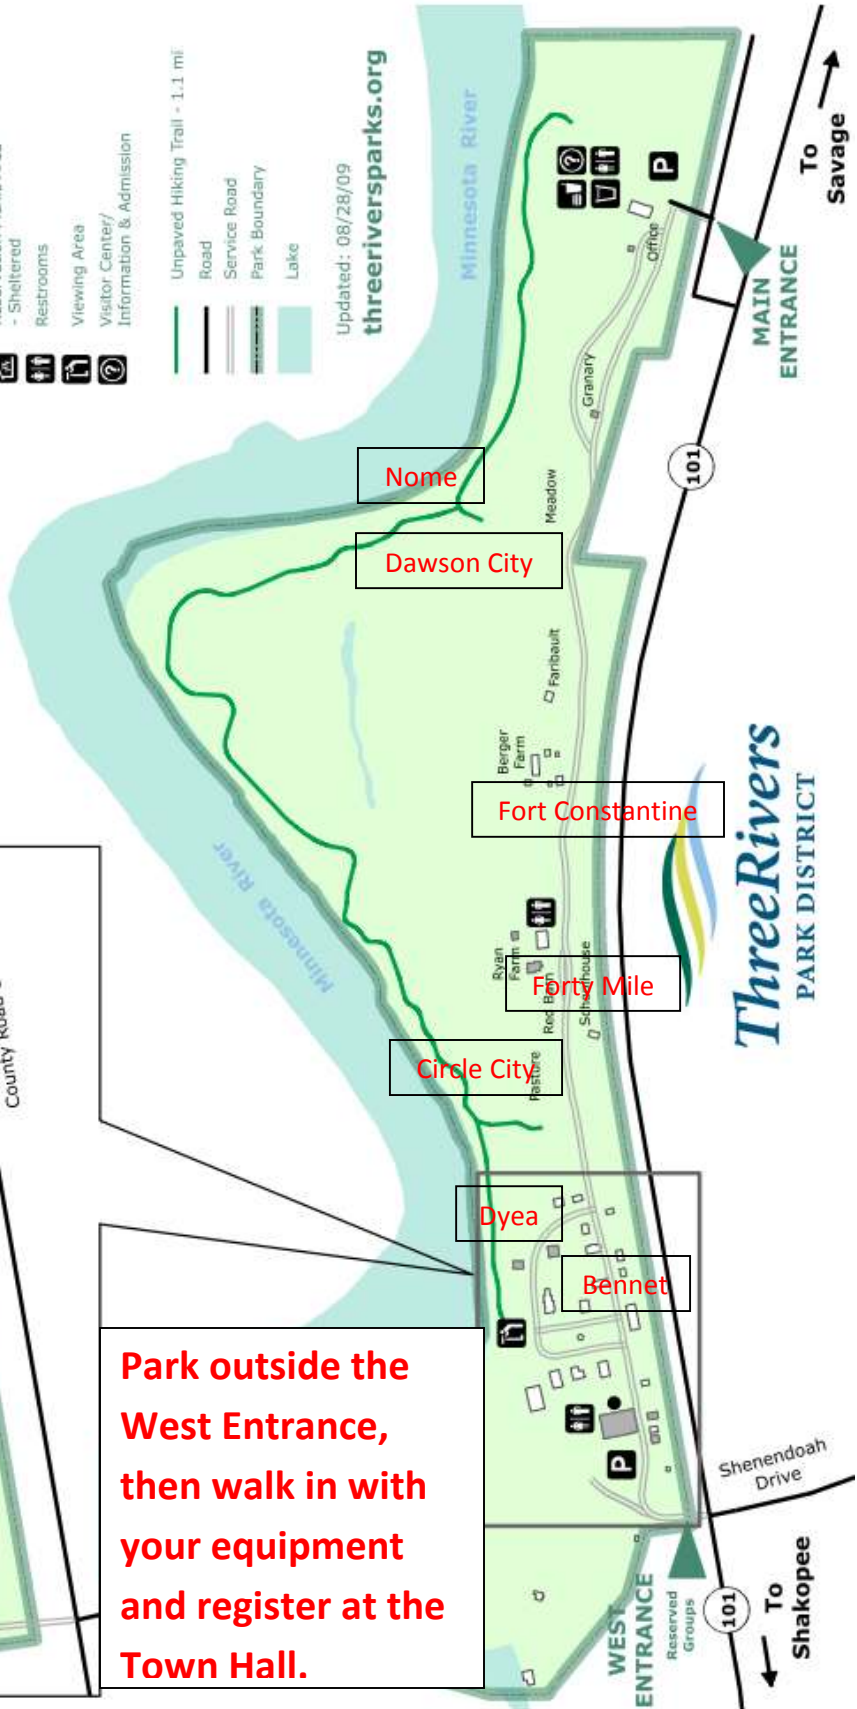 - Sheltered
Restrooms
Viewing Area
Visitor Center/
Information & Admission
Unpaved Hiking Trail - 1.1 mi
Road
Service Road
Park Boundary
Lake
Updated: 08/28/09
threeriversparks.org
Minnesota River
To
Savage
P
Office
MAIN
ENTRANCE
Granary
Nome
Meadow
101
Dawson City
Faribault
Berger
Farm
Fort Constantine
ThreeRivers
PARK DISTRICT
Minnesota River
Ryan
Farm
Forty Mile
County Road
Circle City
Pasture
Dyea
Bennet
Park outside the
West Entrance,
then walk in with
your equipment
and register at the
Town Hall.
P
Shenendoah
Drive
WEST
ENTRANCE
Reserved
Groups
101
To
Shakopee